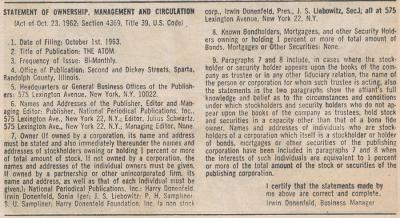 STATEMENT OF OWNERSHIP, MANAGEMENT AND CIRCULATION
(Act of Oct. 23, 1962: Section 4369, Title 39, U.S. Code)
1. Date of Filing: October 1st, 1963.
2. Title of Publication: THE ATOM.
3. Frequency of Issue: Bi-Monthly.
4. Office of Publication: Second and Dickey Streets, Sparta,
Randolph County, Illinois.
5. Headquarters or General Business Offices of the Publish-
ers: 575 Lexington Avenue, New York, N.Y. 10022.
6. Names and Addresses of the Publisher, Editor and Man-
aging Editor: Publisher, National Periodical Publications, Inc.,
575 Lexington Ave., New York 22, N.Y.; Editor, Julius Schwartz,
575 Lexington Ave., New York 22, N.Y., Managing Editor, None.
7. Owner (If owned by a corporation, its name and address
must be stated and also immediately thereunder the names and
addresses of stockholders owning or holding 1 percent or more
of total amount of stock. If not owned by a corporation, the
names and addresses of the individual owners must be given.
If owned by a partnership or other unincorporated firm, its
name and address, as well as that of each individual must be
given.): National Periodical Publications, Inc.; Harry Donenfeld,
Irwin Donenfeld, Sonia Iger; J. S. Liebowitz; P. H. Sampliner,
S. U. Sampliner; Harry Donenfeld Foundation, Inc. (a non stock
corp., Irwin Donenfeld, Pres., J. S. Liebowitz, Sec.); all at 575
Lexington Avenue, New York 22, N.Y.
8. Known Bondholders, Mortgagees, and Other Security Hold-
ers owning or holding 1 percent or more of total amount of
Bonds, Mortgages or Other Securities: None.
9. Paragraphs 7 and 8 include, in cases where the stock-
holder or security holder appears upon the books of the com-
pany as trustee or in any other fiduciary relation, the name of
the person or corporation for whom such trustee is acting, also
the statements in the two paragraphs show the affiant's full
knowledge and belief as to the circumstances and conditions
under which stockholders and security holders who do not ap-
pear upon the books of the company as trustees, hold stock
and securities in a capacity other than that of a bona fide
owner. Names and addresses of individuals who are stock-
holders of a corporation which itself is a stockholder or holder
of bonds, mortgages or other securities of the publishing
corporation have been included in paragraphs 7 and 8 when
the interests of such individuals are equivalent to 1 percent
or more of the total amount of the stock or securities of the
publishing corporation.
I certify that the statements made by
me above are correct and complete.
Irwin Donenfeld, Business Manager